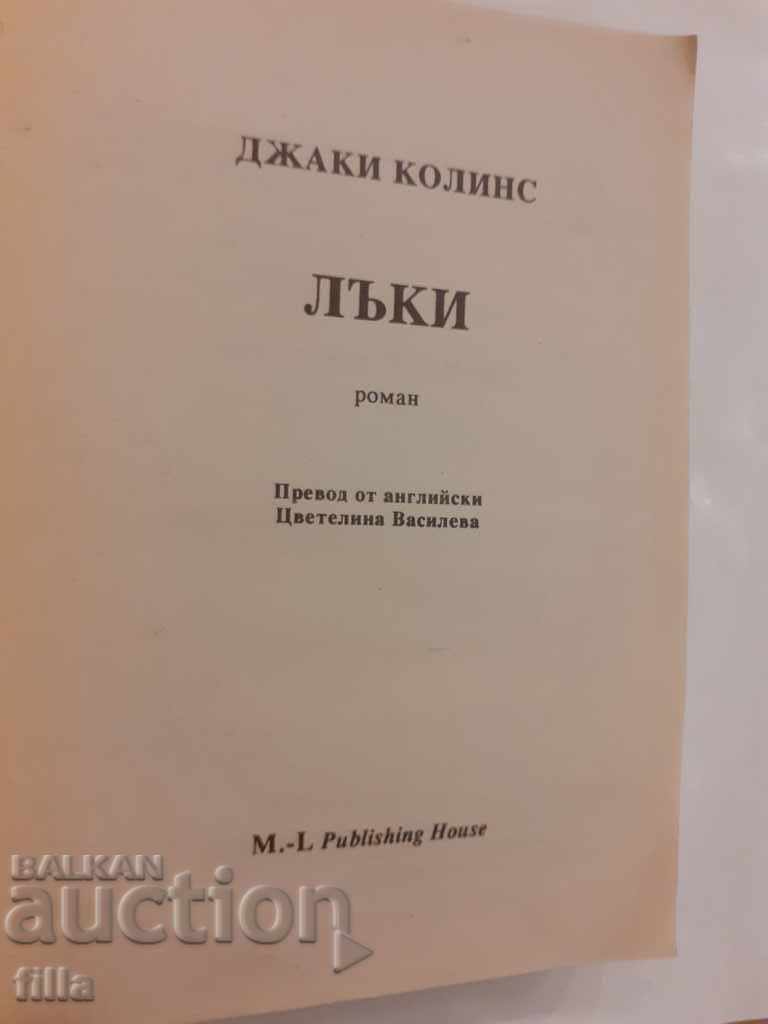 ДЖАКИ КОЛИНС
ЛЪКИ
роман
Превод от английски
Цветелина Василева
M.-L Publishing House
BALKAN
auction
filla